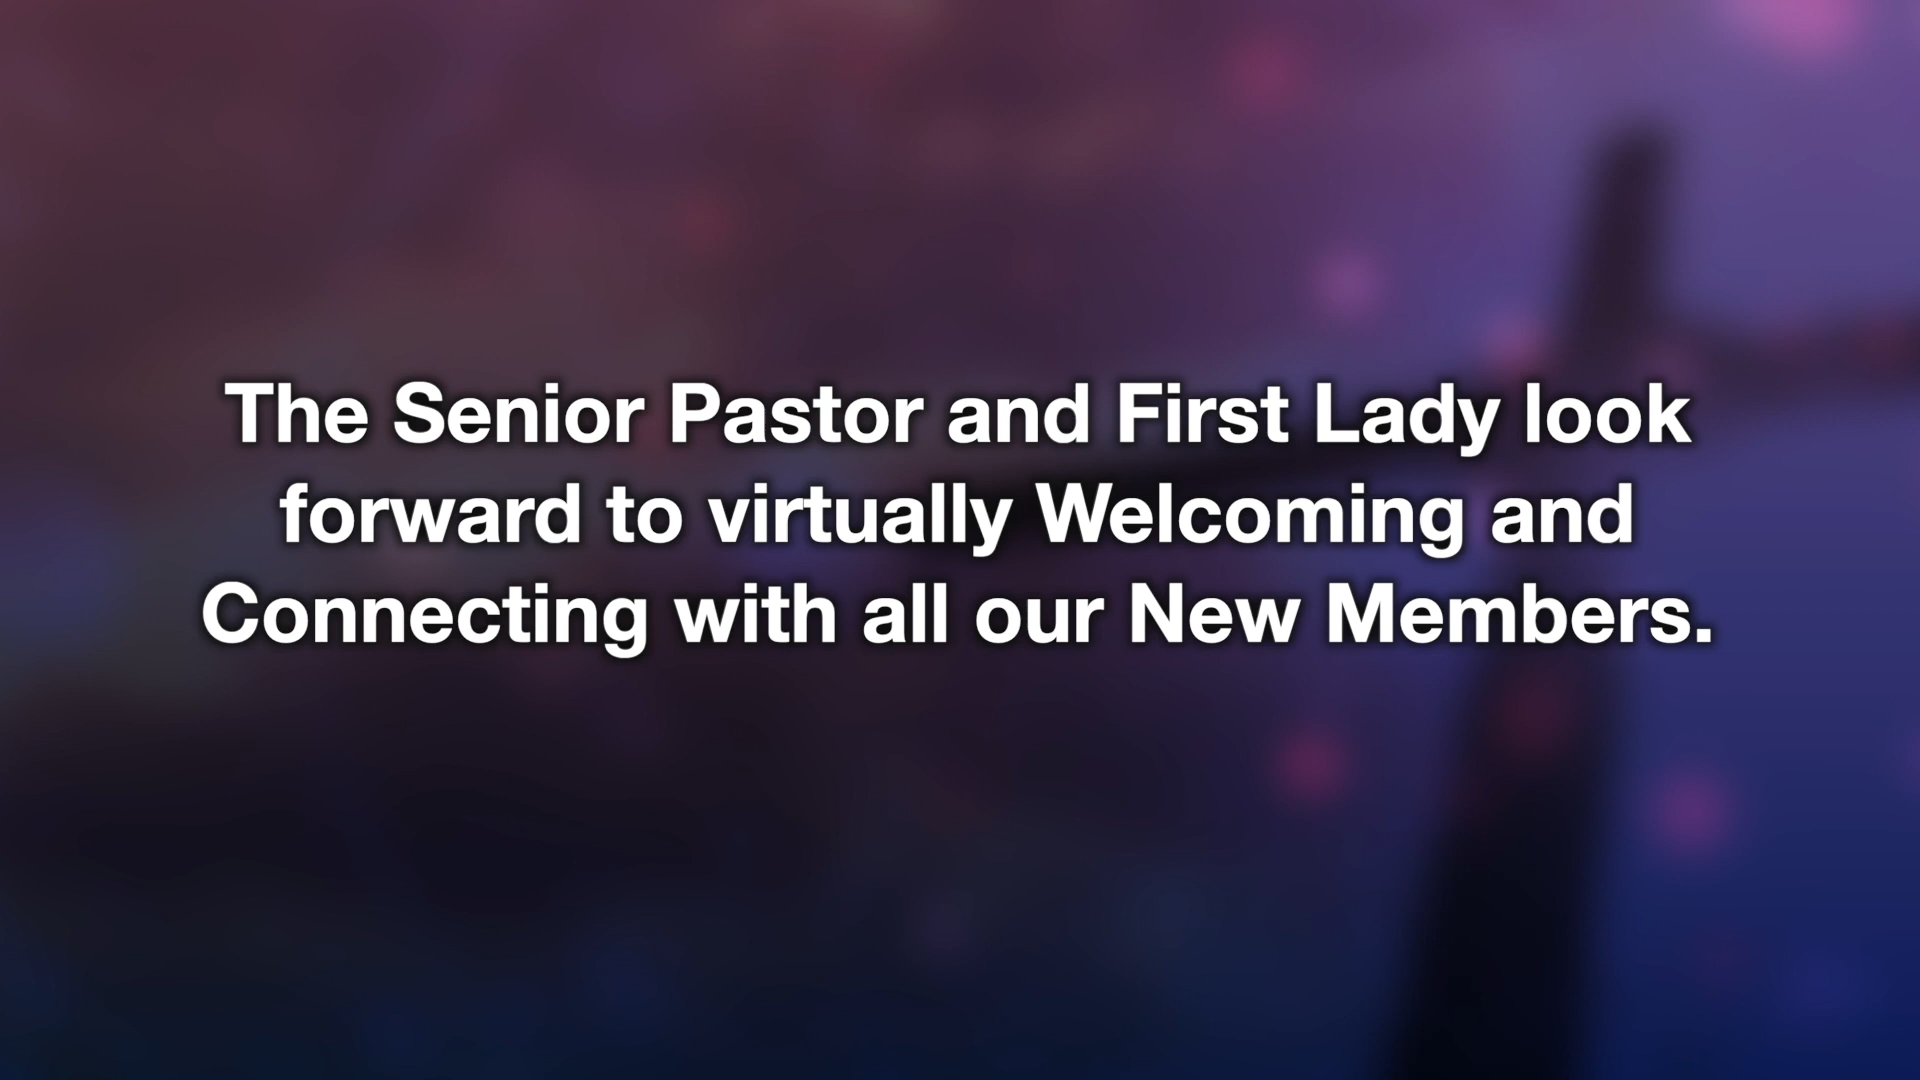 The Senior Pastor and First Lady look
forward to virtually Welcoming and
Connecting with all our New Members.